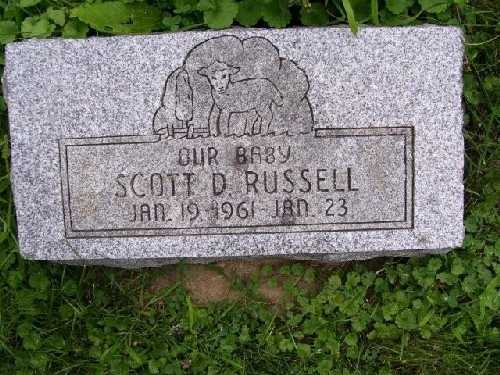 OUR BABY
SCOTT D. RUSSELL
JAN. 19 1961 JAN. 23